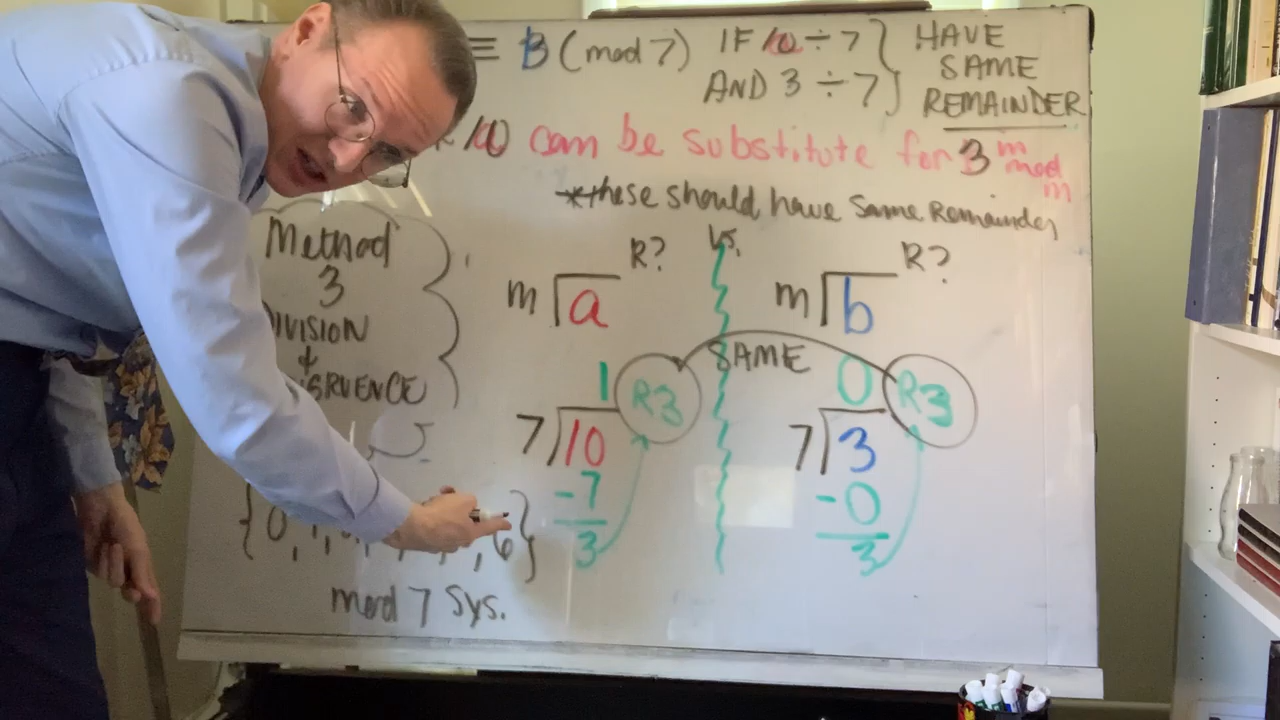 ≡ B (mod 7) IF 10 ÷ 7 } HAVE
AND 3 ÷ 7 SAME
REMAINDER
10 can be substitute for 3 in
mod
m
*these should have Same Remainder
Method
3
IVISION
&
GRUENCE
R? vs. R?
m a m b
SAME
1 R3 0 R3
7 10 7 3
-7 -0
3 3
{0, 6}
mod 7 Sys.